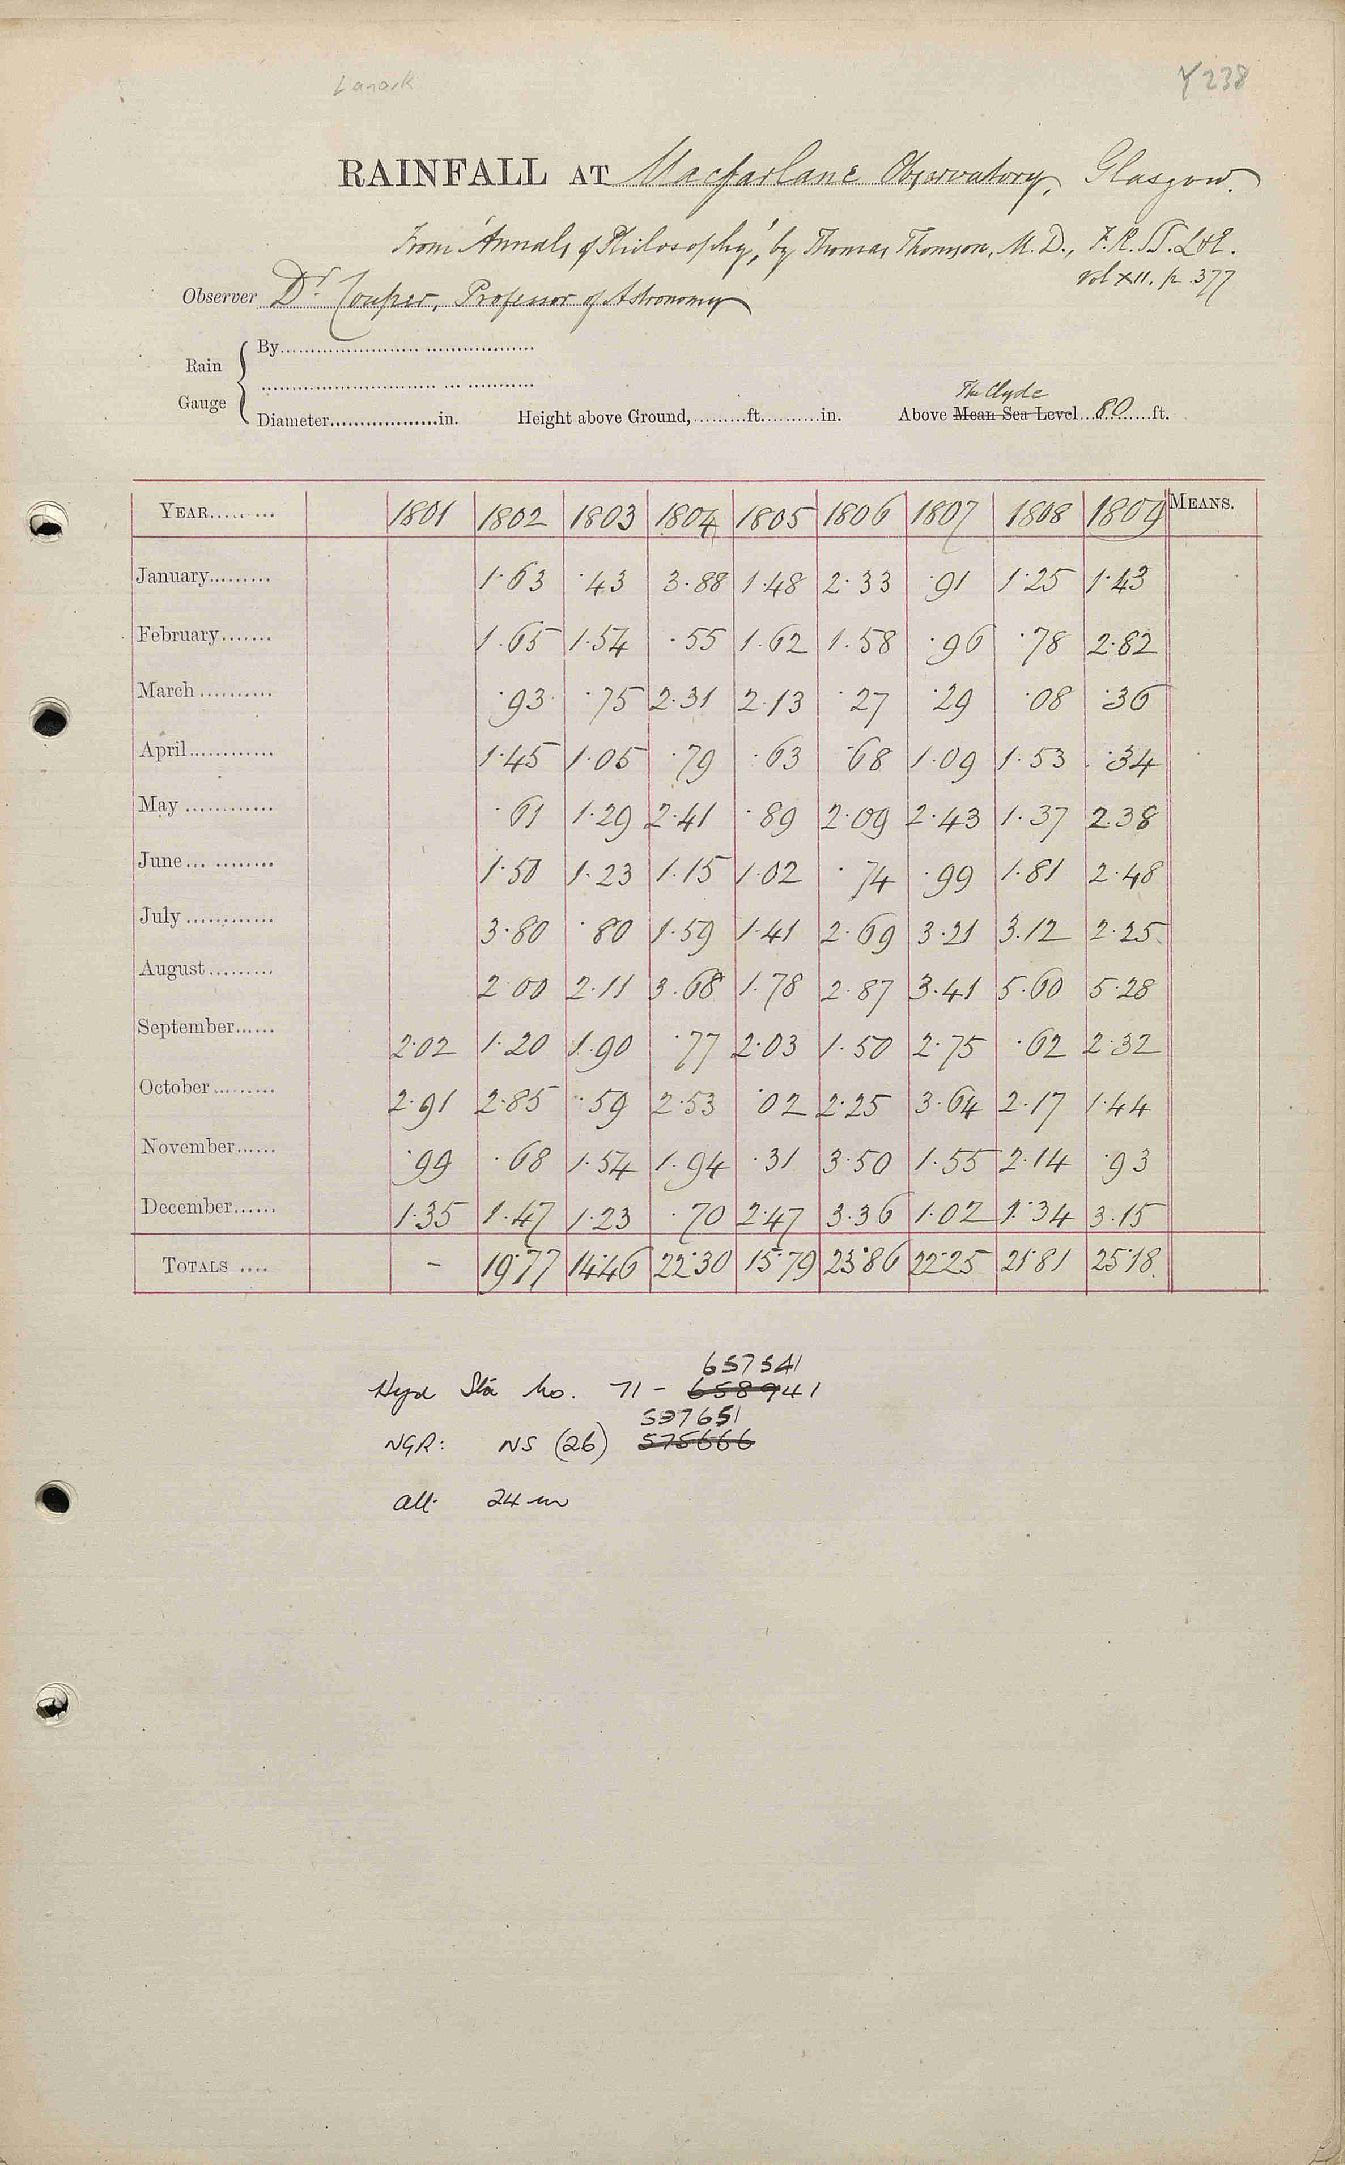 Lanark
Y 238
RAINFALL AT Macfarlane Observatory, Glasgow.
From 'Annals of Philosophy,' by Thomas Thomson, M.D., F.R.SS. L&E.
vol XII. p. 377
Observer Dr. Couper, Professor of Astronomy
Rain Gauge
By
Diameter in. Height above Ground, ft. in. Above Mean Sea Level 80 ft.
The Clyde
YEAR 1801 1802 1803 1804 1805 1806 1807 1808 1809 MEANS.
January 1.63 .43 3.88 1.48 2.33 .91 1.25 1.43
February 1.65 1.54 .55 1.62 1.58 .96 .78 2.82
March .93 .75 2.31 2.13 .27 .29 .08 .36
April 1.45 1.05 .79 .63 .68 1.09 1.53 .34
May .61 1.29 2.41 .89 2.09 2.43 1.37 2 38
June 1.50 1.23 1.15 1.02 .74 .99 1.81 2.48
July 3.80 .80 1.59 1.41 2.69 3.21 3.12 2.25
August 2.00 2.11 3.68 1.78 2.87 3.41 5.60 5.28
September 2.02 1.20 1.90 .77 2.03 1.50 2.75 .62 2.32
October 2.91 2.85 .59 2.53 .02 2.25 3.64 2.17 1.44
November .99 .68 1.54 1.94 .31 3.50 1.55 2.14 .93
December 1.35 1.47 1.23 .70 2.47 3.36 1.02 1.34 3.15
TOTALS - 19.77 14.46 22.30 15.79 23.86 22.25 21.81 25.18
657541
Hyd Sta No. 71 - 658941
597651
NGR: NS (26) 575666
alt. 24 m